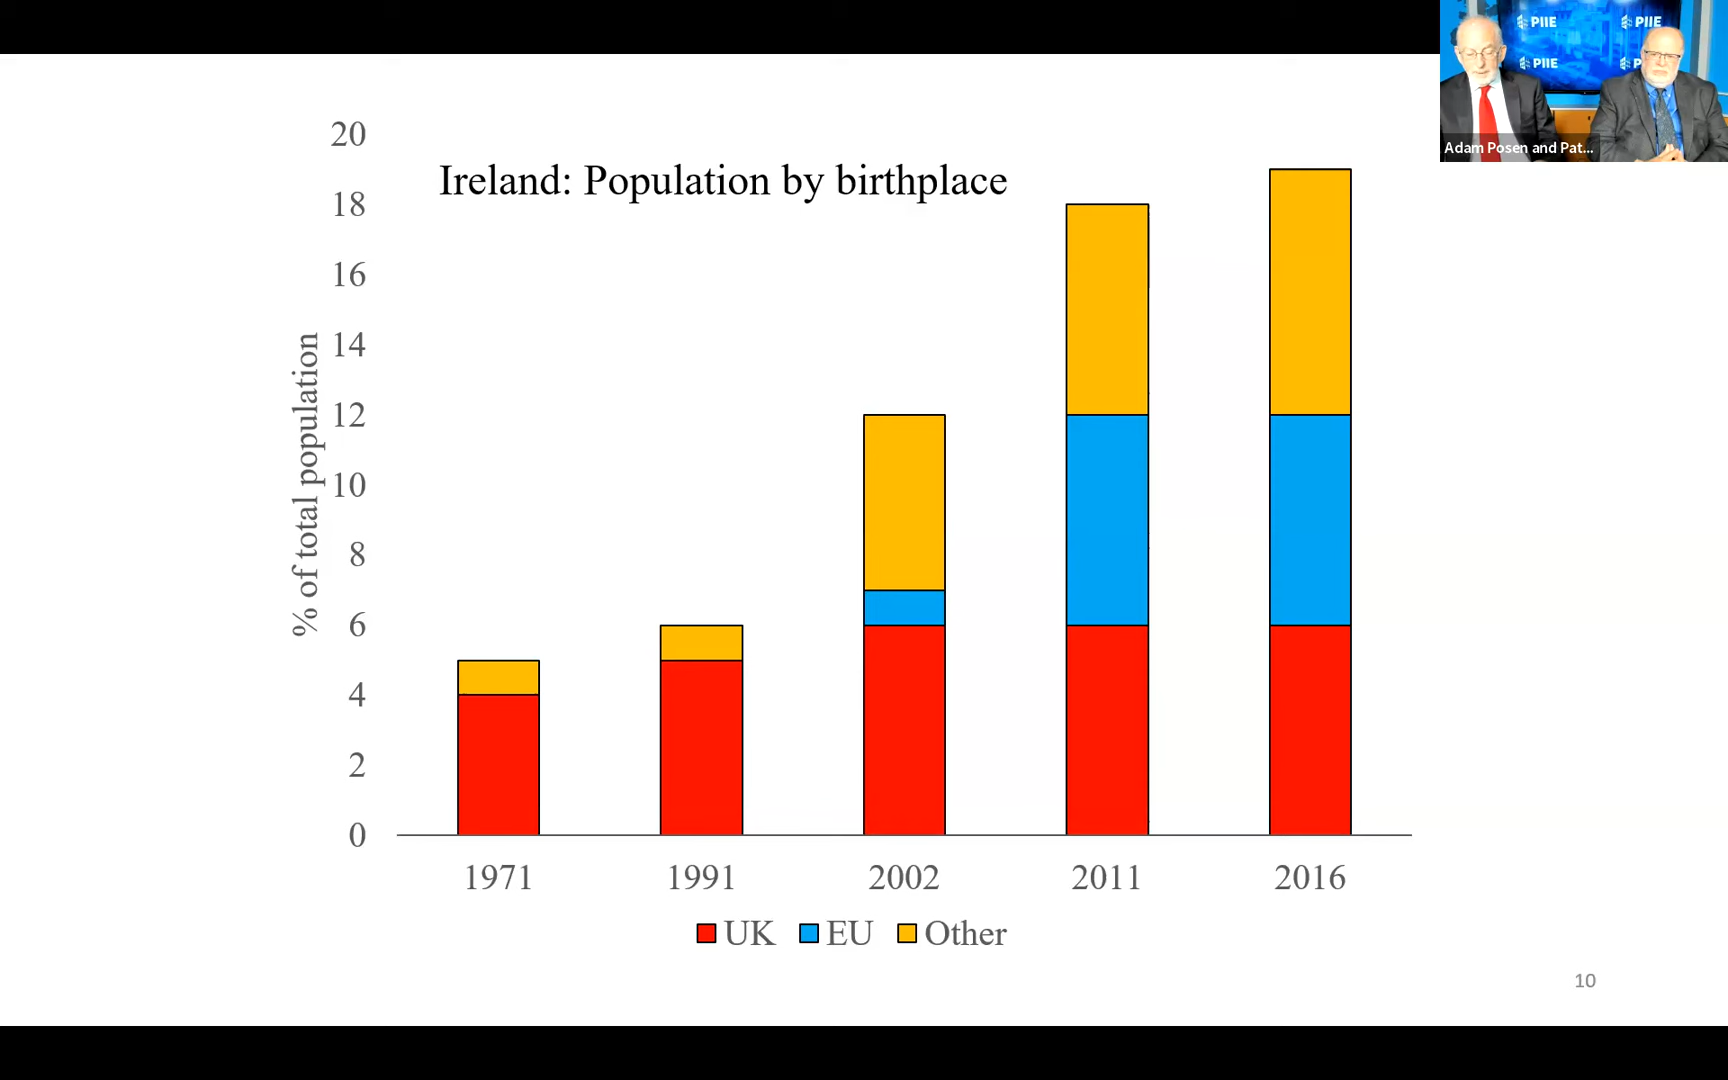 PIIE PIIE
PIIE P
Adam Posen and Pat...
Ireland: Population by birthplace
% of total population
20
18
16
14
12
10
8
6
4
2
0
1971 1991 2002 2011 2016
UK EU Other
10